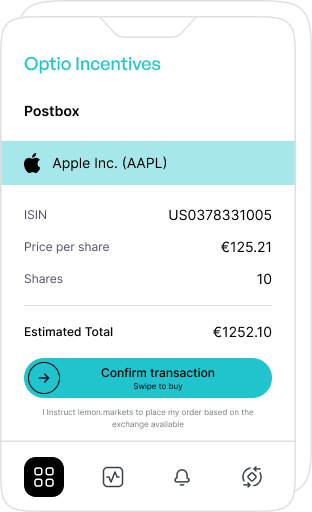 Optio Incentives
Postbox
Apple Inc. (AAPL)
ISIN US0378331005
Price per share €125.21
Shares 10
Estimated Total €1252.10
Confirm transaction
Swipe to buy
I Instruct lemon.markets to place my order based on the
exchange available